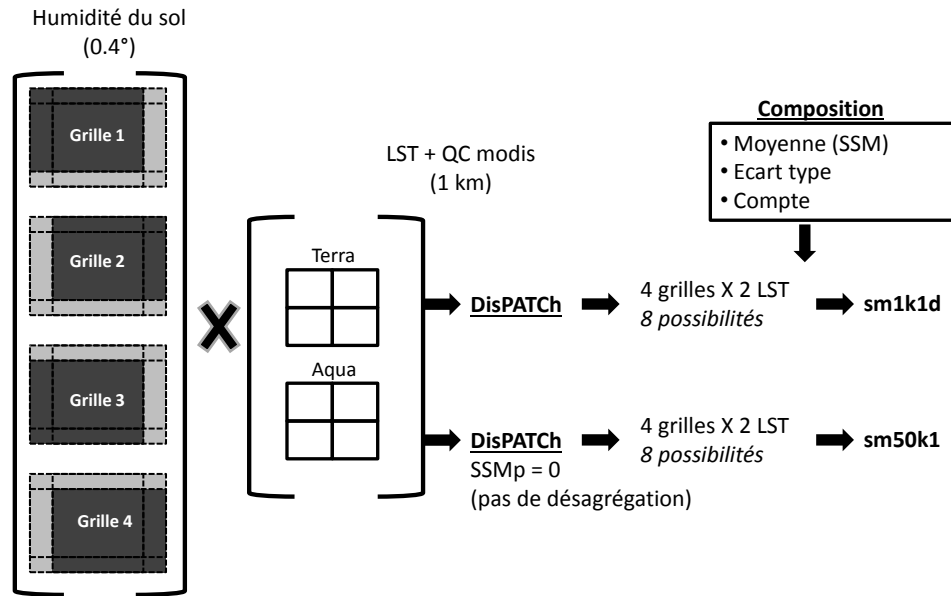 Humidité du sol
(0.4°)
Grille 1
Grille 2
Grille 3
Grille 4
X
LST + QC modis
(1 km)
Terra
Aqua
Composition
• Moyenne (SSM)
• Ecart type
• Compte
DisPATCh
4 grilles X 2 LST
8 possibilités
sm1k1d
DisPATCh
SSMp = 0
(pas de désagrégation)
4 grilles X 2 LST
8 possibilités
sm50k1